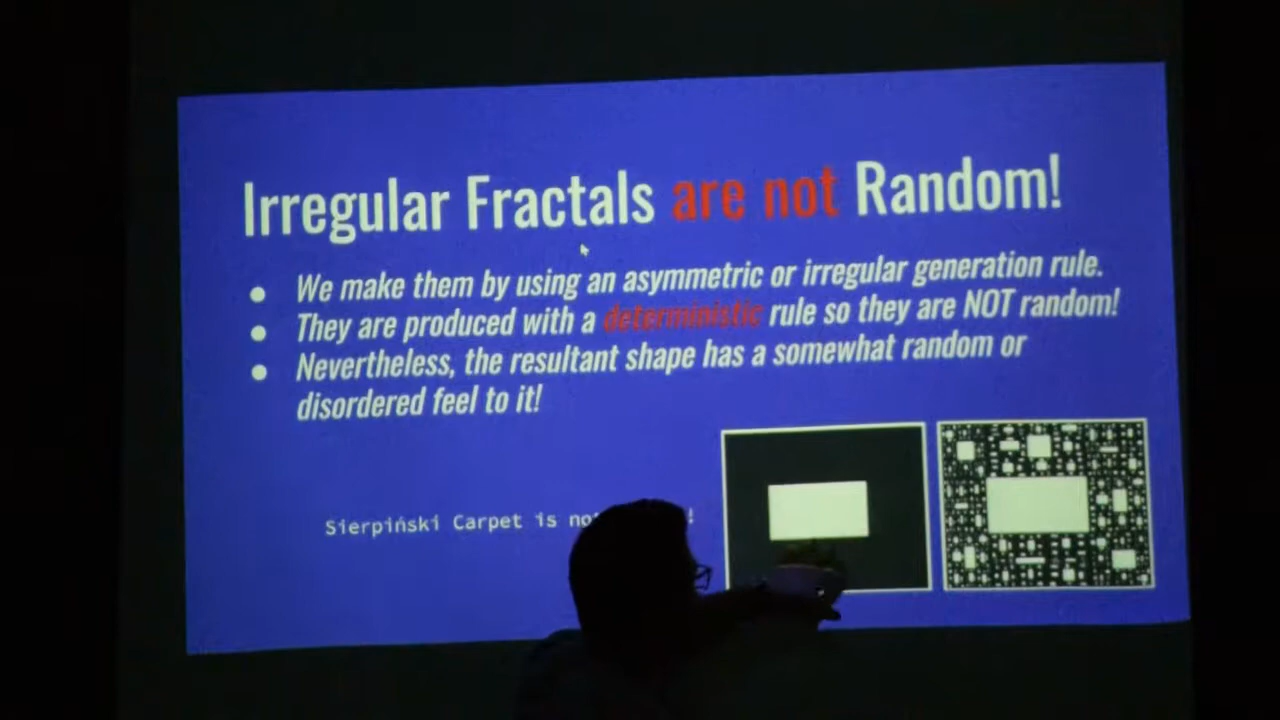 Irregular Fractals are not Random!
● We make them by using an asymmetric or irregular generation rule.
● They are produced with a deterministic rule so they are NOT random!
● Nevertheless, the resultant shape has a somewhat random or
disordered feel to it!
Sierpiński Carpet is